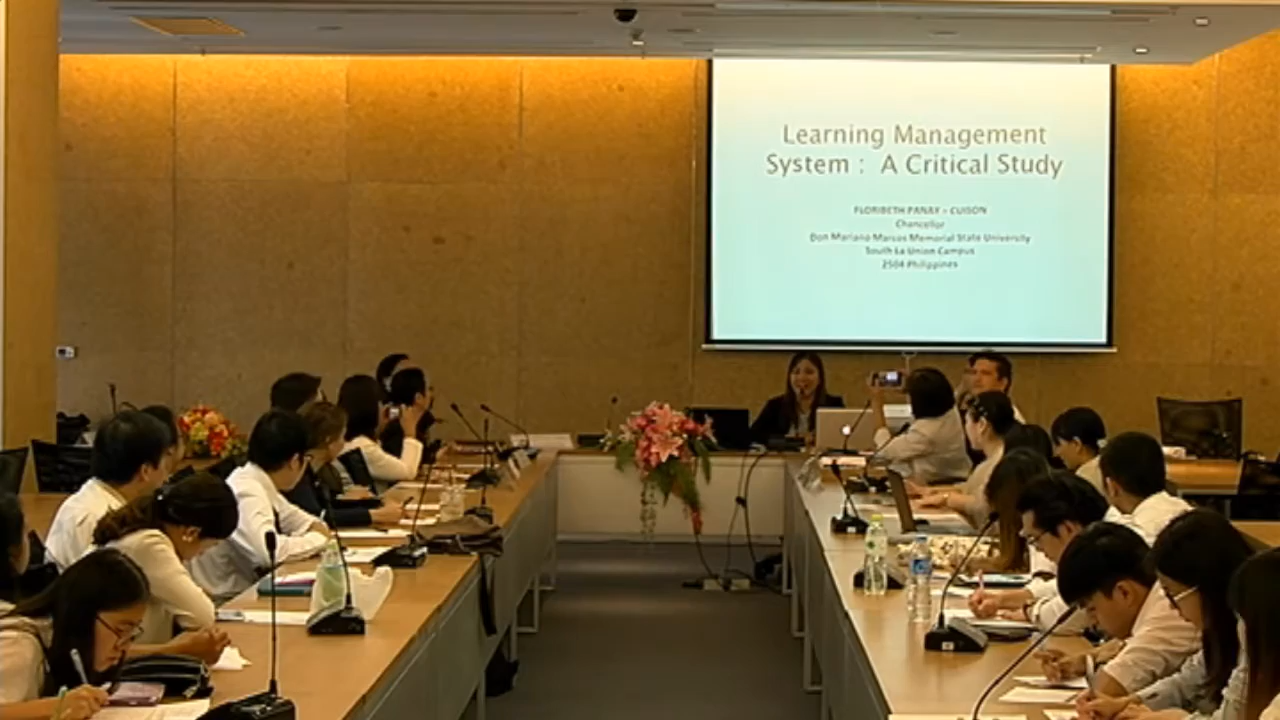 Learning Management
System : A Critical Study
FLORIBETH PANAY - CUISON
Chancellor
Don Mariano Marcos Memorial State University
South La Union Campus
2504 Philippines